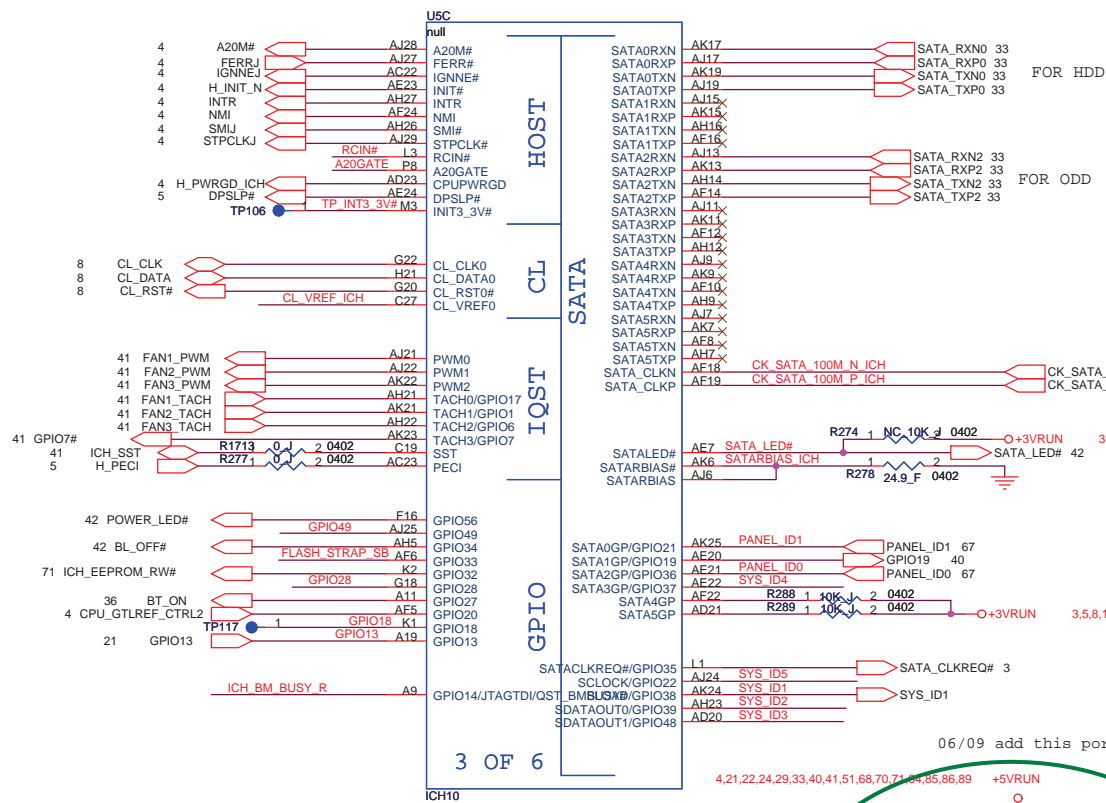 U5C
null
4 A20M# AJ28 A20M#
4 FERRJ AJ27 FERR#
4 IGNNEJ AC22 IGNNE#
4 H_INIT_N AE23 INIT#
4 INTR AH27 INTR
4 NMI AF24 NMI
4 SMIJ AH26 SMI#
4 STPCLKJ AJ29 STPCLK#
RCIN# L3 RCIN#
A20GATE P8 A20GATE
4 H_PWRGD_ICH AD23 CPUPWRGD
5 DPSLP# AE24 DPSLP#
TP106 1 TP_INT3_3V# M3 INIT3_3V#
HOST
8 CL_CLK G22 CL_CLK0
8 CL_DATA H21 CL_DATA0
8 CL_RST# G20 CL_RST0#
CL_VREF_ICH C27 CL_VREF0
CL
41 FAN1_PWM AJ21 PWM0
41 FAN2_PWM AJ22 PWM1
41 FAN3_PWM AK22 PWM2
41 FAN1_TACH AH21 TACH0/GPIO17
41 FAN2_TACH AK21 TACH1/GPIO1
41 FAN3_TACH AH22 TACH2/GPIO6
41 GPIO7# AK23 TACH3/GPIO7
41 ICH_SST R1713 1 0_J 2 0402 C19 SST
5 H_PECI R277 1 0_J 2 0402 AC23 PECI
IQST
42 POWER_LED# F16 GPIO56
GPIO49 AJ25 GPIO49
42 BL_OFF# AH5 GPIO34
FLASH_STRAP_SB AF6 GPIO33
71 ICH_EEPROM_RW# K2 GPIO32
GPIO28 G18 GPIO28
36 BT_ON A11 GPIO27
4 CPU_GTLREF_CTRL2 AF5 GPIO20
TP117 1 GPIO18 K1 GPIO18
21 GPIO13 GPIO13 A19 GPIO13
GPIO
ICH_BM_BUSY_R A9 GPIO14/JTAGTDI/QST_BMBUSY#
3 OF 6
ICH10
SATA
SATA0RXN AK17 SATA_RXN0 33
SATA0RXP AJ17 SATA_RXP0 33
SATA0TXN AK19 SATA_TXN0 33
SATA0TXP AJ19 SATA_TXP0 33
FOR HDD
SATA1RXN AJ15
SATA1RXP AK15
SATA1TXN AH16
SATA1TXP AF16
SATA2RXN AJ13 SATA_RXN2 33
SATA2RXP AK13 SATA_RXP2 33
SATA2TXN AH14 SATA_TXN2 33
SATA2TXP AF14 SATA_TXP2 33
FOR ODD
SATA3RXN AJ11
SATA3RXP AK11
SATA3TXN AF12
SATA3TXP AH12
SATA4RXN AJ9
SATA4RXP AK9
SATA4TXN AF10
SATA4TXP AH9
SATA5RXN AJ7
SATA5RXP AK7
SATA5TXN AF8
SATA5TXP AH7
SATA_CLKN AF18 CK_SATA_100M_N_ICH CK_SATA_
SATA_CLKP AF19 CK_SATA_100M_P_ICH CK_SATA_
R274 1 NC_10K_J 2 0402 +3VRUN 3
SATALED# AE7 SATA_LED# SATA_LED# 42
SATARBIAS# AK6 SATARBIAS_ICH
SATARBIAS AJ6 R278 1 24.9_F 2 0402
SATA0GP/GPIO21 AK25 PANEL_ID1 PANEL_ID1 67
SATA1GP/GPIO19 AE20 GPIO19 40
SATA2GP/GPIO36 AE21 PANEL_ID0 PANEL_ID0 67
SATA3GP/GPIO37 AE22 SYS_ID4
SATA4GP AF22 R288 1 10K_J 2 0402
SATA5GP AD21 R289 1 10K_J 2 0402 +3VRUN 3,5,8,1
SATACLKREQ#/GPIO35 L1 SATA_CLKREQ# 3
SCLOCK/GPIO22 AJ24 SYS_ID5
/GPIO38 AK24 SYS_ID1 SYS_ID1
SDATAOUT0/GPIO39 AH23 SYS_ID2
SDATAOUT1/GPIO48 AD20 SYS_ID3
06/09 add this por
4,21,22,24,29,33,40,41,51,68,70,71,84,85,86,89 +5VRUN